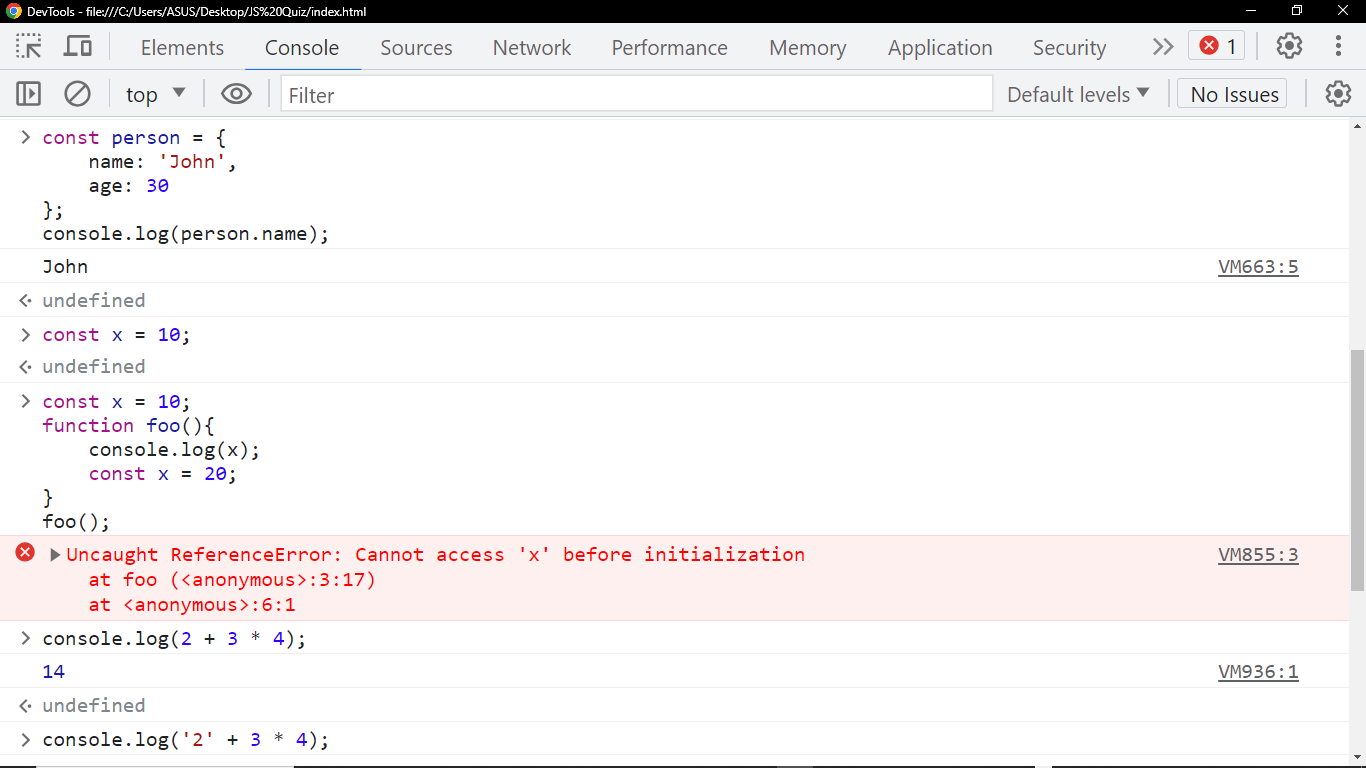 DevTools - file:///C:/Users/ASUS/Desktop/JS%20Quiz/index.html
Elements Console Sources Network Performance Memory Application Security 1
top Filter Default levels No Issues
const person = {
    name: 'John',
    age: 30
};
console.log(person.name);
John VM663:5
undefined
const x = 10;
undefined
const x = 10;
function foo(){
    console.log(x);
    const x = 20;
}
foo();
Uncaught ReferenceError: Cannot access 'x' before initialization VM855:3
    at foo (<anonymous>:3:17)
    at <anonymous>:6:1
console.log(2 + 3 * 4);
14 VM936:1
undefined
console.log('2' + 3 * 4);